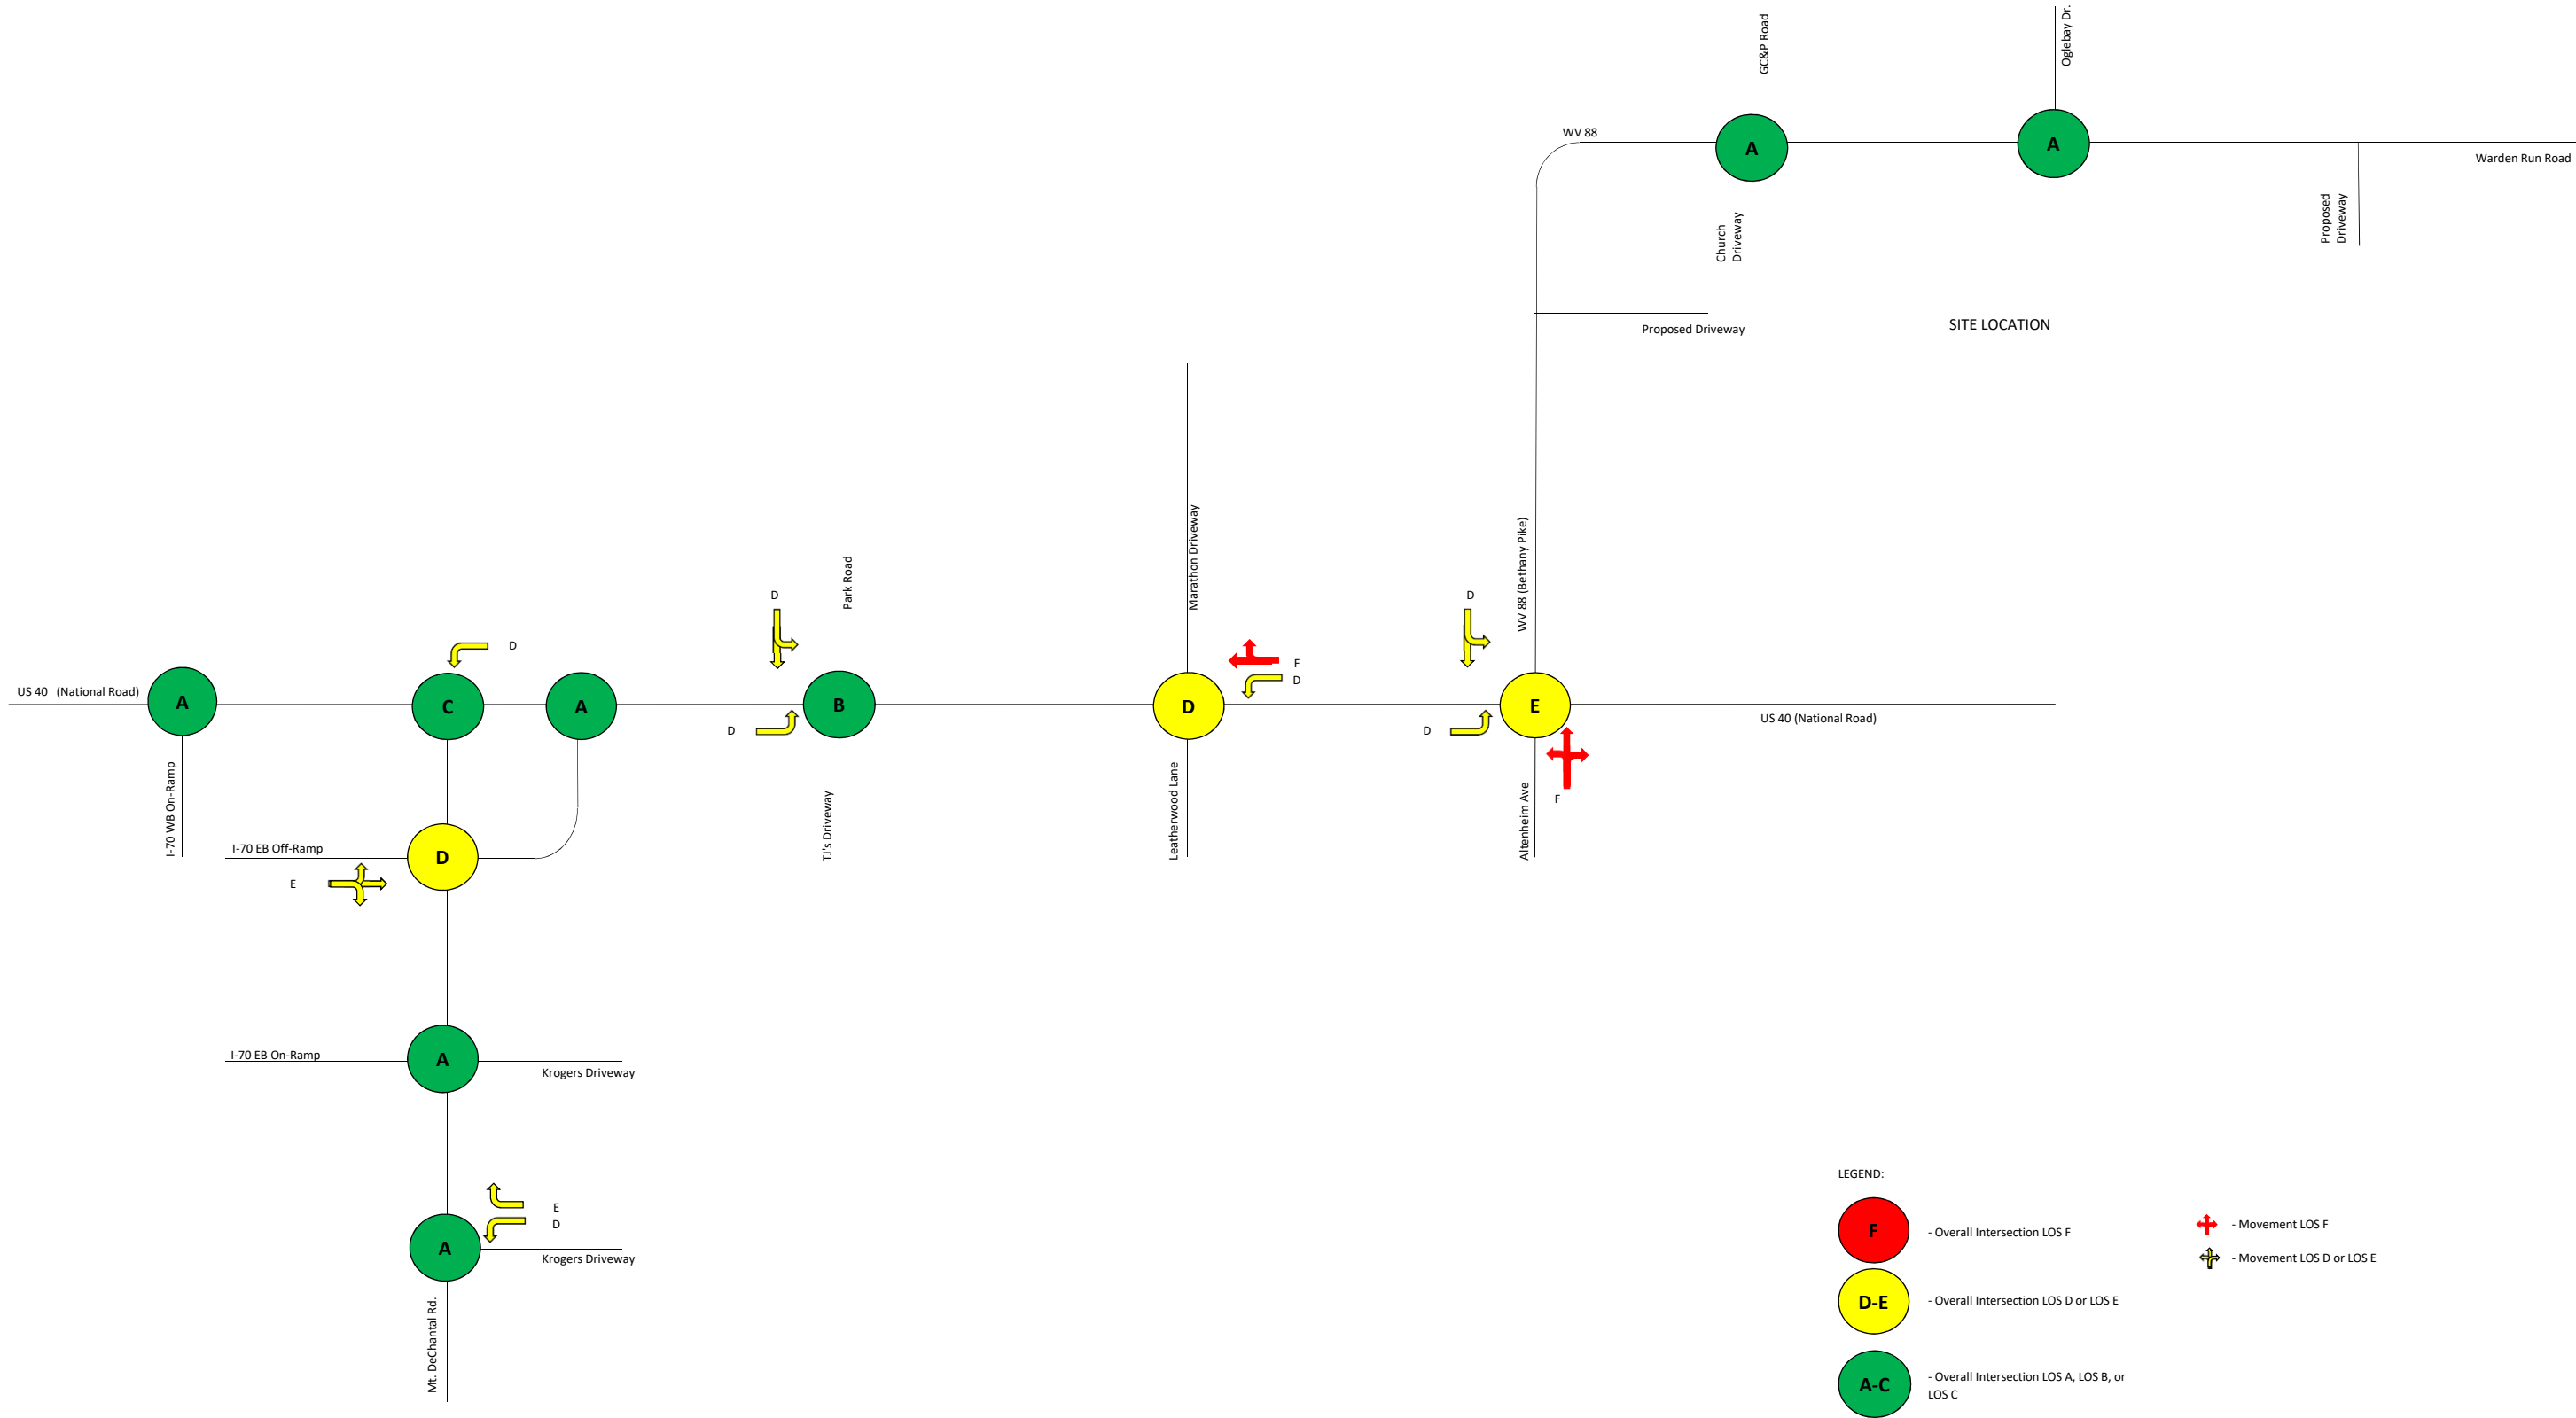 GC&P Road
Oglebay Dr.
WV 88
A
A
Warden Run Road
Church
Driveway
Proposed
Driveway
Proposed Driveway
SITE LOCATION
Park Road
Marathon Driveway
WV 88 (Bethany Pike)
D
D
D
F
D
US 40 (National Road)
A
C
A
B
D
E
US 40 (National Road)
D
D
F
I-70 WB On-Ramp
TJ's Driveway
Leatherwood Lane
Altenheim Ave
I-70 EB Off-Ramp
D
E
I-70 EB On-Ramp
A
Krogers Driveway
E
D
A
Krogers Driveway
Mt. DeChantal Rd.
LEGEND:
F
- Overall Intersection LOS F
- Movement LOS F
- Movement LOS D or LOS E
D-E
- Overall Intersection LOS D or LOS E
A-C
- Overall Intersection LOS A, LOS B, or
LOS C